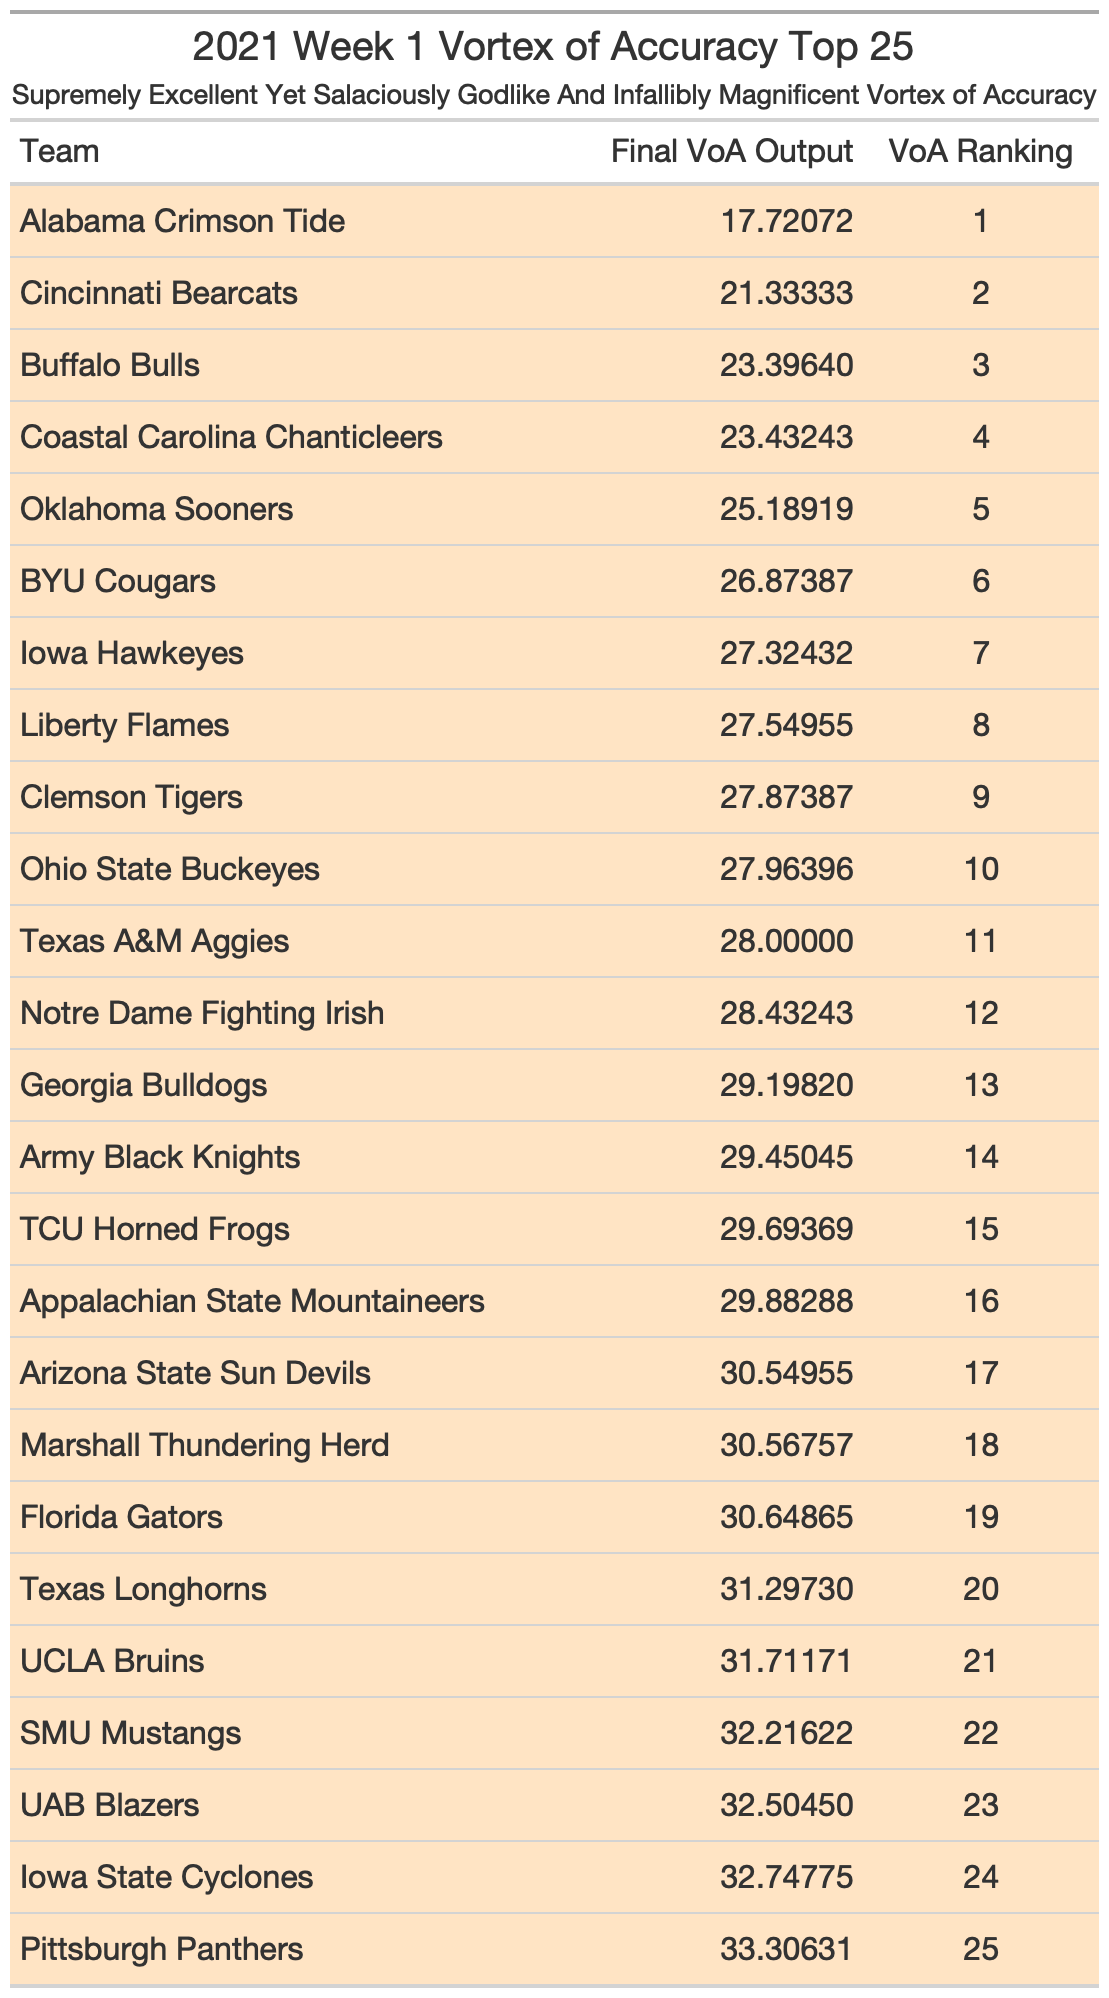 2021 Week 1 Vortex of Accuracy Top 25
Supremely Excellent Yet Salaciously Godlike And Infallibly Magnificent Vortex of Accuracy
Team Final VoA Output VoA Ranking
Alabama Crimson Tide 17.72072 1
Cincinnati Bearcats 21.33333 2
Buffalo Bulls 23.39640 3
Coastal Carolina Chanticleers 23.43243 4
Oklahoma Sooners 25.18919 5
BYU Cougars 26.87387 6
Iowa Hawkeyes 27.32432 7
Liberty Flames 27.54955 8
Clemson Tigers 27.87387 9
Ohio State Buckeyes 27.96396 10
Texas A&M Aggies 28.00000 11
Notre Dame Fighting Irish 28.43243 12
Georgia Bulldogs 29.19820 13
Army Black Knights 29.45045 14
TCU Horned Frogs 29.69369 15
Appalachian State Mountaineers 29.88288 16
Arizona State Sun Devils 30.54955 17
Marshall Thundering Herd 30.56757 18
Florida Gators 30.64865 19
Texas Longhorns 31.29730 20
UCLA Bruins 31.71171 21
SMU Mustangs 32.21622 22
UAB Blazers 32.50450 23
Iowa State Cyclones 32.74775 24
Pittsburgh Panthers 33.30631 25